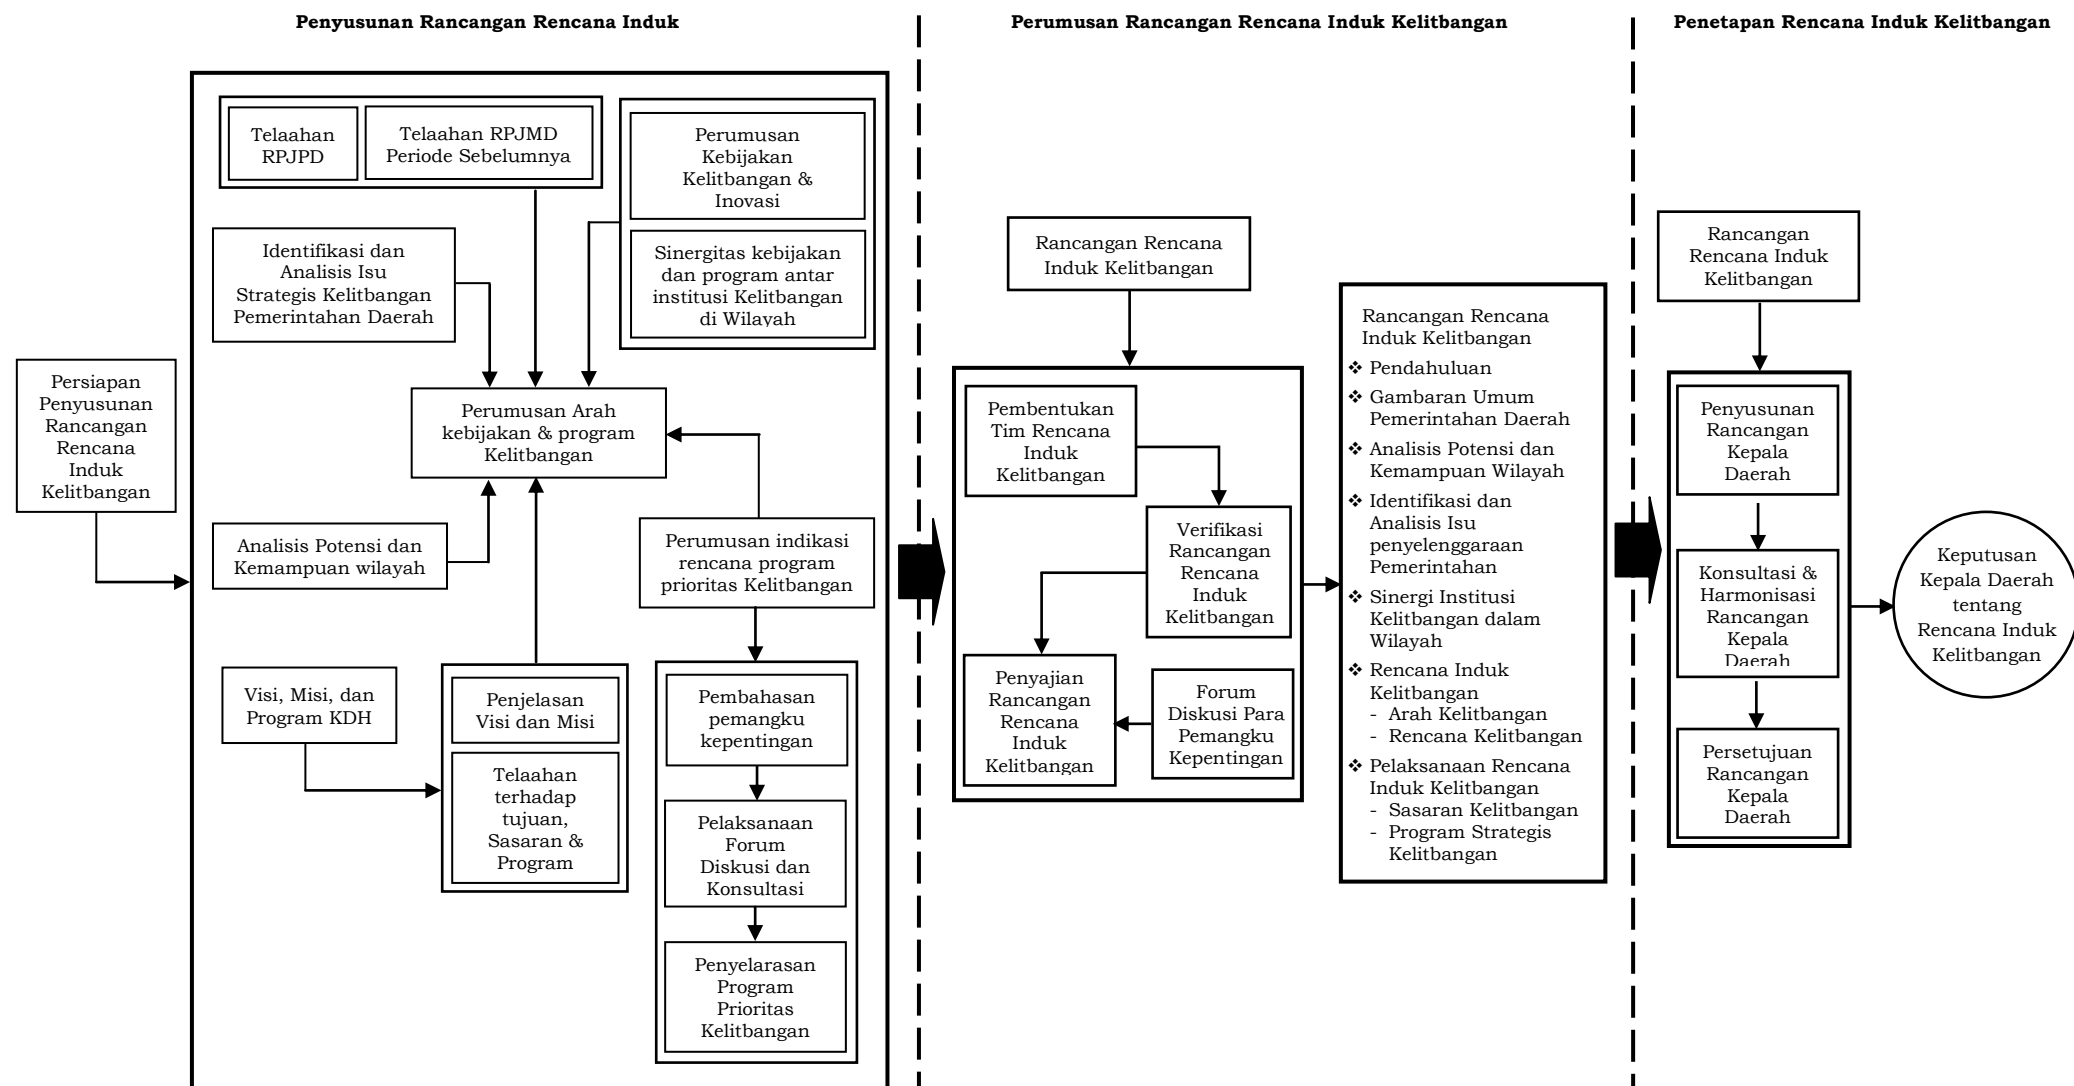 Penyusunan Rancangan Rencana Induk
Telaahan
RPJPD
Telaahan RPJMD
Periode Sebelumnya
Perumusan
Kebijakan
Kelitbangan &
Inovasi
Sinergitas kebijakan
dan program antar
institusi Kelitbangan
di Wilayah
Identifikasi dan
Analisis Isu
Strategis Kelitbangan
Pemerintahan Daerah
Persiapan
Penyusunan
Rancangan
Rencana
Induk
Kelitbangan
Perumusan Arah
kebijakan & program
Kelitbangan
Analisis Potensi dan
Kemampuan wilayah
Perumusan indikasi
rencana program
prioritas Kelitbangan
Visi, Misi, dan
Program KDH
Penjelasan
Visi dan Misi
Telaahan
terhadap
tujuan,
Sasaran &
Program
Pembahasan
pemangku
kepentingan
Pelaksanaan
Forum
Diskusi dan
Konsultasi
Penyelarasan
Program
Prioritas
Kelitbangan
Perumusan Rancangan Rencana Induk Kelitbangan
Rancangan Rencana
Induk Kelitbangan
Pembentukan
Tim Rencana
Induk
Kelitbangan
Verifikasi
Rancangan
Rencana
Induk
Kelitbangan
Penyajian
Rancangan
Rencana
Induk
Kelitbangan
Forum
Diskusi Para
Pemangku
Kepentingan
Rancangan Rencana
Induk Kelitbangan
❖ Pendahuluan
❖ Gambaran Umum
Pemerintahan Daerah
❖ Analisis Potensi dan
Kemampuan Wilayah
❖ Identifikasi dan
Analisis Isu
penyelenggaraan
Pemerintahan
❖ Sinergi Institusi
Kelitbangan dalam
Wilayah
❖ Rencana Induk
Kelitbangan
- Arah Kelitbangan
- Rencana Kelitbangan
❖ Pelaksanaan Rencana
Induk Kelitbangan
- Sasaran Kelitbangan
- Program Strategis
Kelitbangan
Penetapan Rencana Induk Kelitbangan
Rancangan
Rencana Induk
Kelitbangan
Penyusunan
Rancangan
Kepala
Daerah
Konsultasi &
Harmonisasi
Rancangan
Kepala
Daerah
Persetujuan
Rancangan
Kepala
Daerah
Keputusan
Kepala Daerah
tentang
Rencana Induk
Kelitbangan